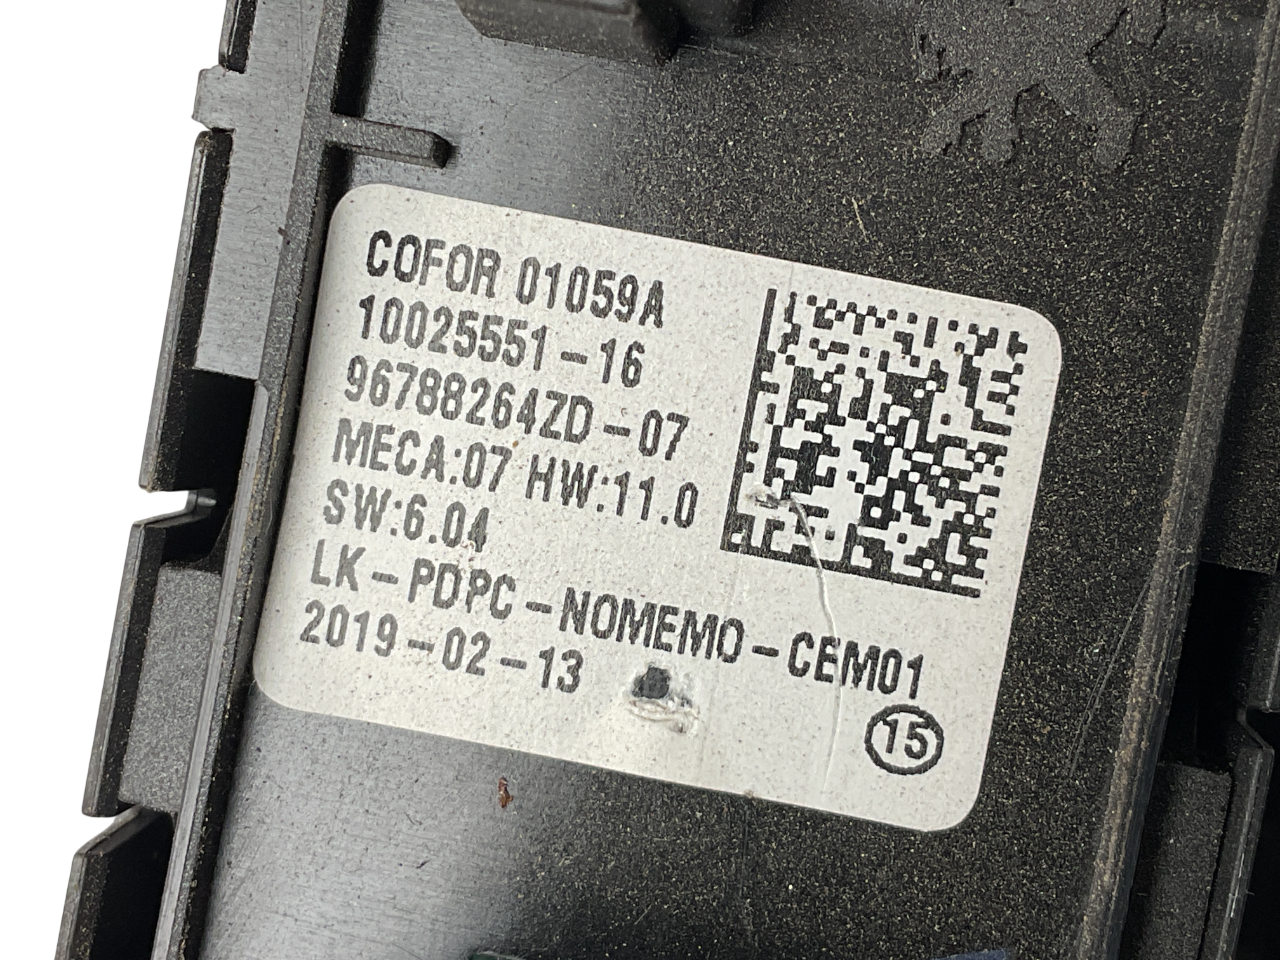 COFOR 01059A
10025551-16
96788264ZD-07
MECA:07 HW:11.0
SW:6.04
LK-PDPC-NOMEMO-CEM01
2019-02-13
15